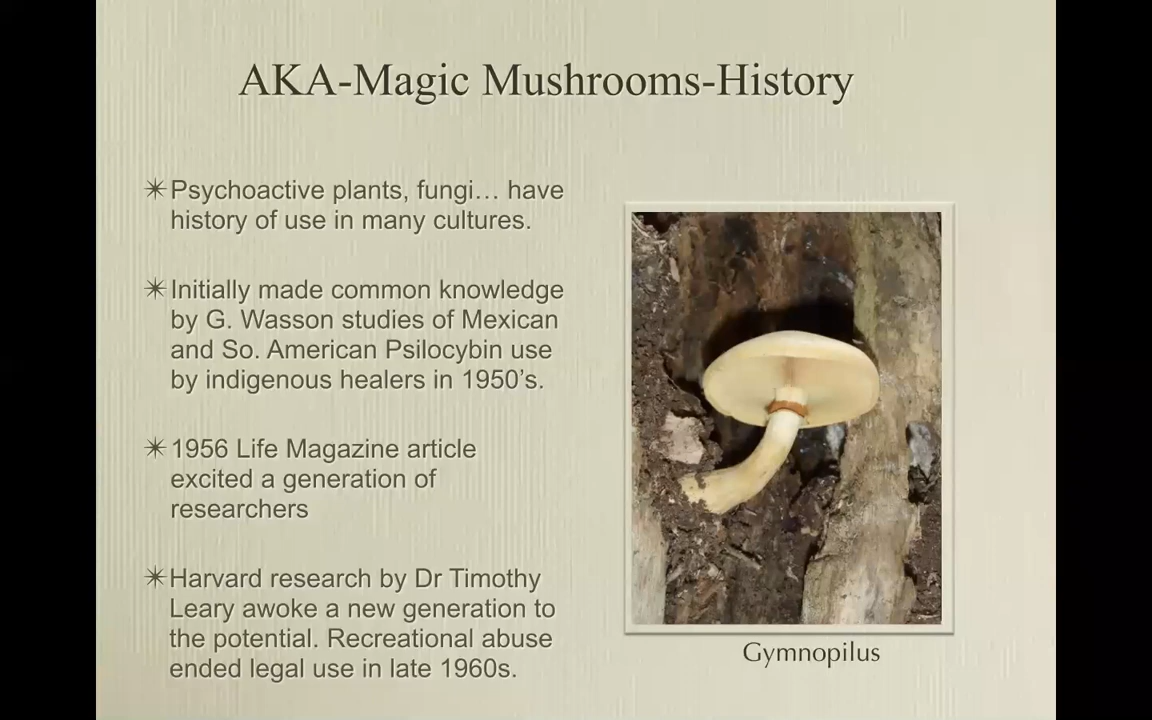 AKA-Magic Mushrooms-History
✴Psychoactive plants, fungi… have
history of use in many cultures.
✴Initially made common knowledge
by G. Wasson studies of Mexican
and So. American Psilocybin use
by indigenous healers in 1950’s.
✴1956 Life Magazine article
excited a generation of
researchers
✴Harvard research by Dr Timothy
Leary awoke a new generation to
the potential. Recreational abuse
ended legal use in late 1960s.
Gymnopilus